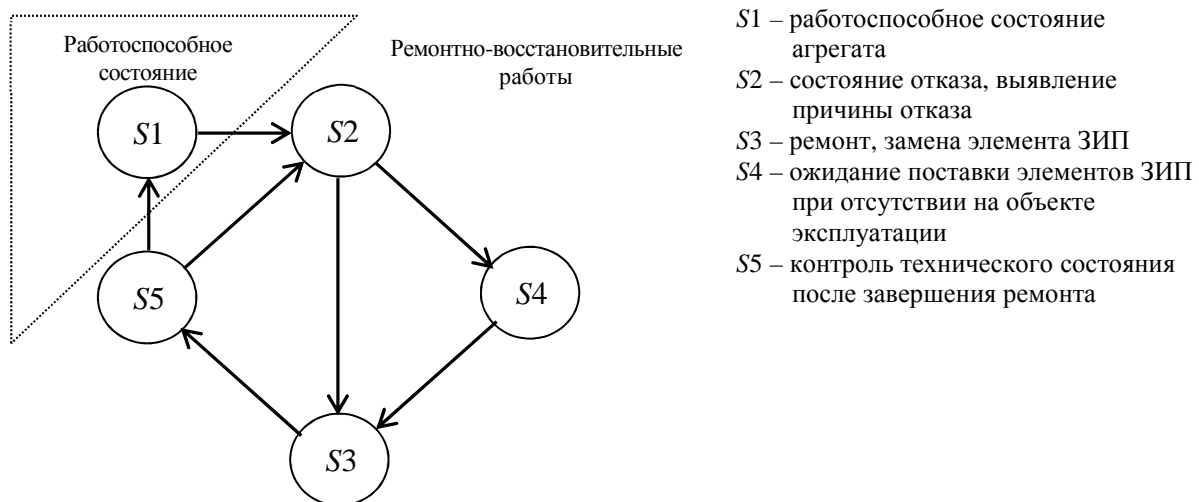 Работоспособное
состояние
Ремонтно-восстановительные
работы
S1
S2
S5
S4
S3
S1 – работоспособное состояние
агрегата
S2 – состояние отказа, выявление
причины отказа
S3 – ремонт, замена элемента ЗИП
S4 – ожидание поставки элементов ЗИП
при отсутствии на объекте
эксплуатации
S5 – контроль технического состояния
после завершения ремонта